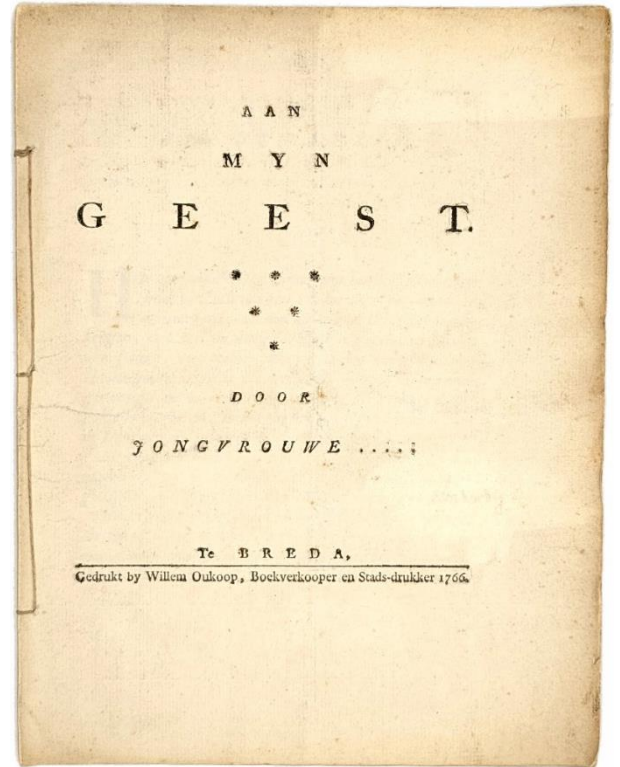 AAN
MYN
GEEST.
* * *
* *
*
DOOR
JONGVROUWE .....
Te BREDA,
Gedrukt by Willem Oukoop, Boekverkooper en Stads-drukker 1766.